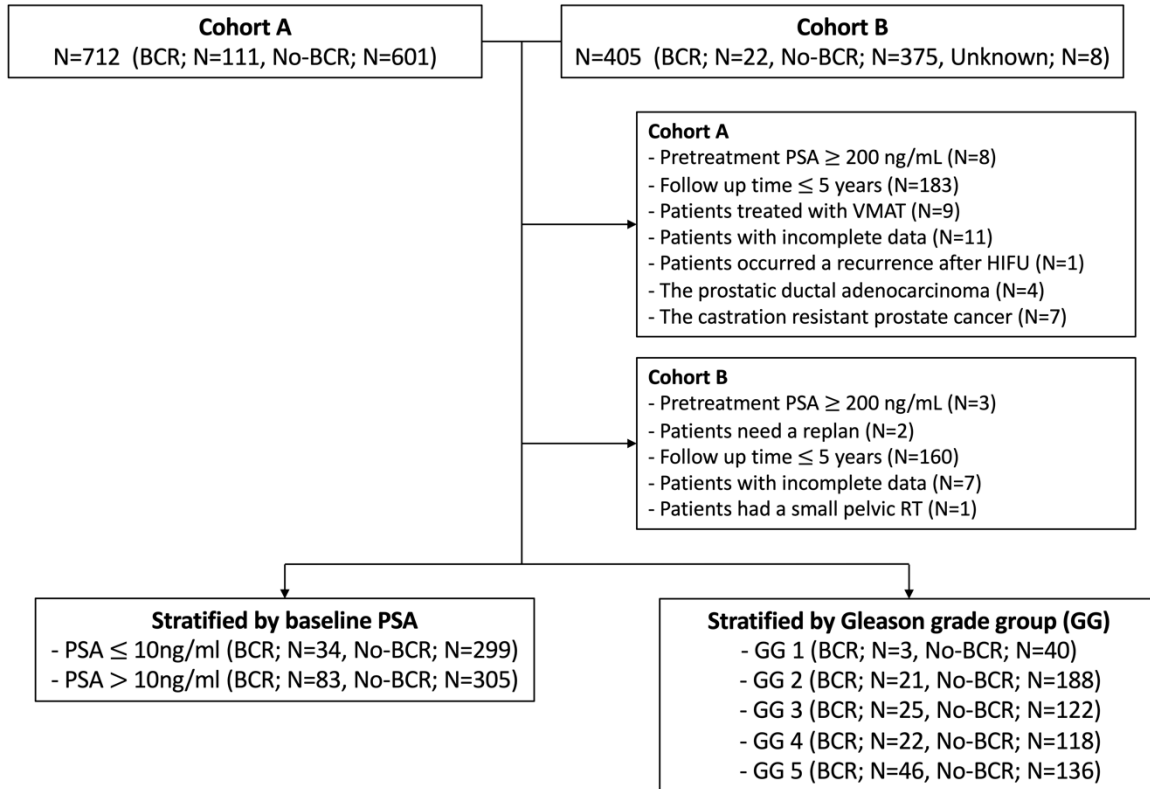 Cohort A
N=712 (BCR; N=111, No-BCR; N=601)
Cohort B
N=405 (BCR; N=22, No-BCR; N=375, Unknown; N=8)
Cohort A
- Pretreatment PSA ≥ 200 ng/mL (N=8)
- Follow up time ≤ 5 years (N=183)
- Patients treated with VMAT (N=9)
- Patients with incomplete data (N=11)
- Patients occurred a recurrence after HIFU (N=1)
- The prostatic ductal adenocarcinoma (N=4)
- The castration resistant prostate cancer (N=7)
Cohort B
- Pretreatment PSA ≥ 200 ng/mL (N=3)
- Patients need a replan (N=2)
- Follow up time ≤ 5 years (N=160)
- Patients with incomplete data (N=7)
- Patients had a small pelvic RT (N=1)
Stratified by baseline PSA
- PSA ≤ 10ng/ml (BCR; N=34, No-BCR; N=299)
- PSA > 10ng/ml (BCR; N=83, No-BCR; N=305)
Stratified by Gleason grade group (GG)
- GG 1 (BCR; N=3, No-BCR; N=40)
- GG 2 (BCR; N=21, No-BCR; N=188)
- GG 3 (BCR; N=25, No-BCR; N=122)
- GG 4 (BCR; N=22, No-BCR; N=118)
- GG 5 (BCR; N=46, No-BCR; N=136)